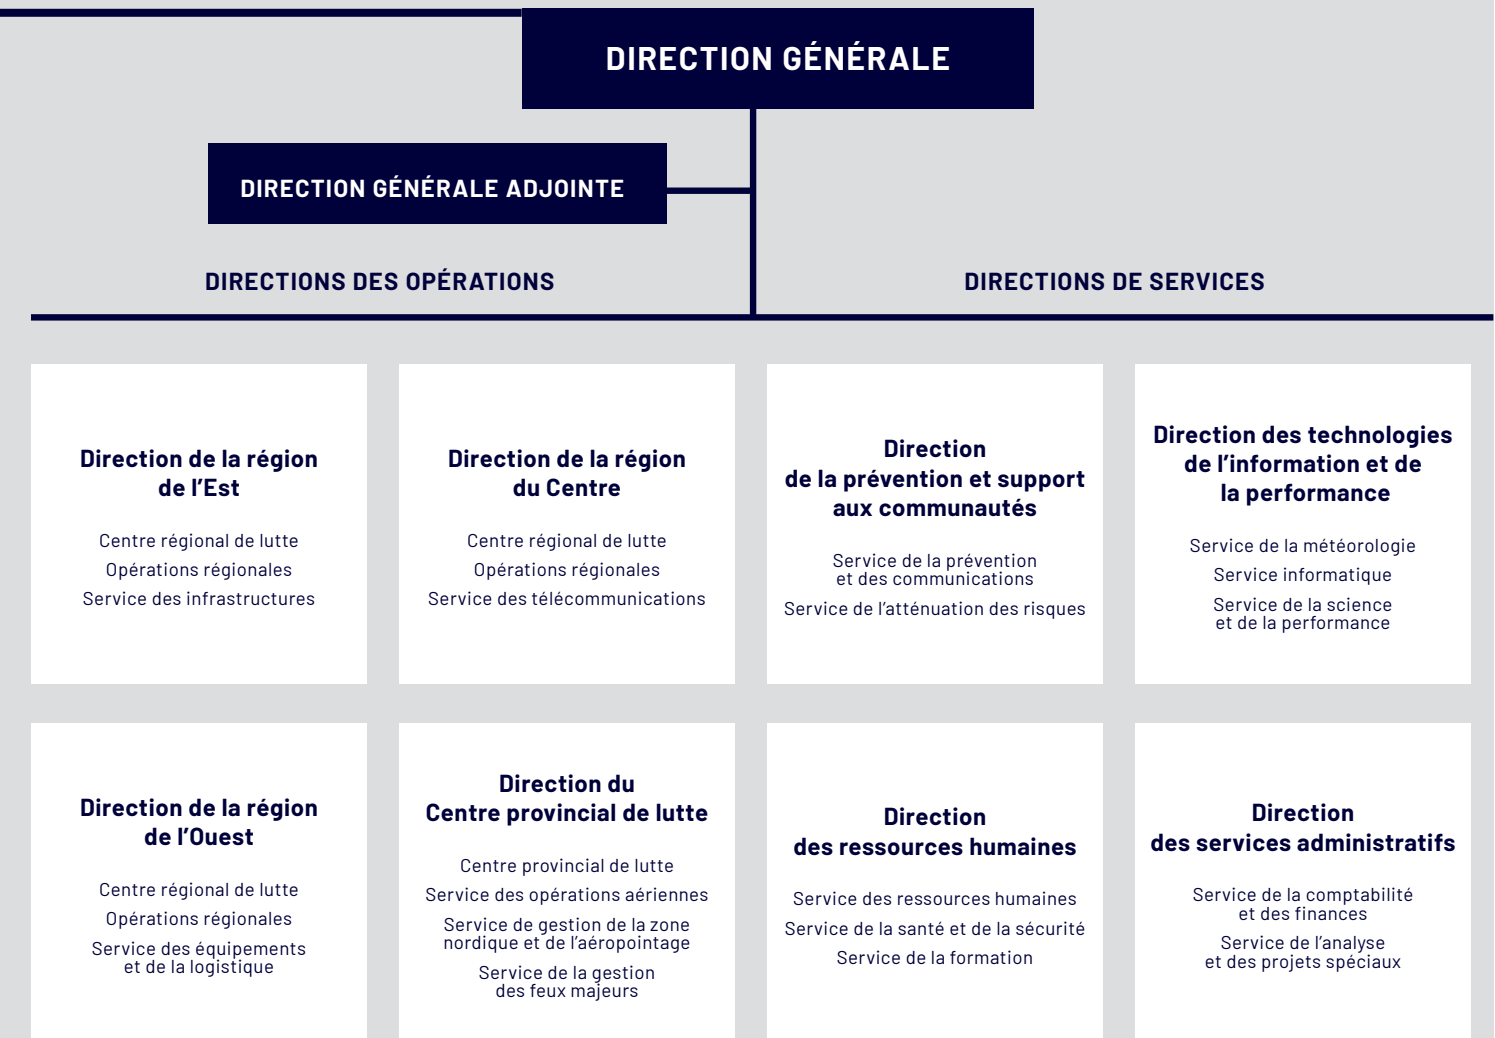 DIRECTION GÉNÉRALE
DIRECTION GÉNÉRALE ADJOINTE
DIRECTIONS DES OPÉRATIONS
DIRECTIONS DE SERVICES
Direction de la région
de l’Est
Centre régional de lutte
Opérations régionales
Service des infrastructures
Direction de la région
du Centre
Centre régional de lutte
Opérations régionales
Service des télécommunications
Direction
de la prévention et support
aux communautés
Service de la prévention
et des communications
Service de l’atténuation des risques
Direction des technologies
de l’information et de
la performance
Service de la météorologie
Service informatique
Service de la science
et de la performance
Direction de la région
de l’Ouest
Centre régional de lutte
Opérations régionales
Service des équipements
et de la logistique
Direction du
Centre provincial de lutte
Centre provincial de lutte
Service des opérations aériennes
Service de gestion de la zone
nordique et de l’aéropointage
Service de la gestion
des feux majeurs
Direction
des ressources humaines
Service des ressources humaines
Service de la santé et de la sécurité
Service de la formation
Direction
des services administratifs
Service de la comptabilité
et des finances
Service de l’analyse
et des projets spéciaux